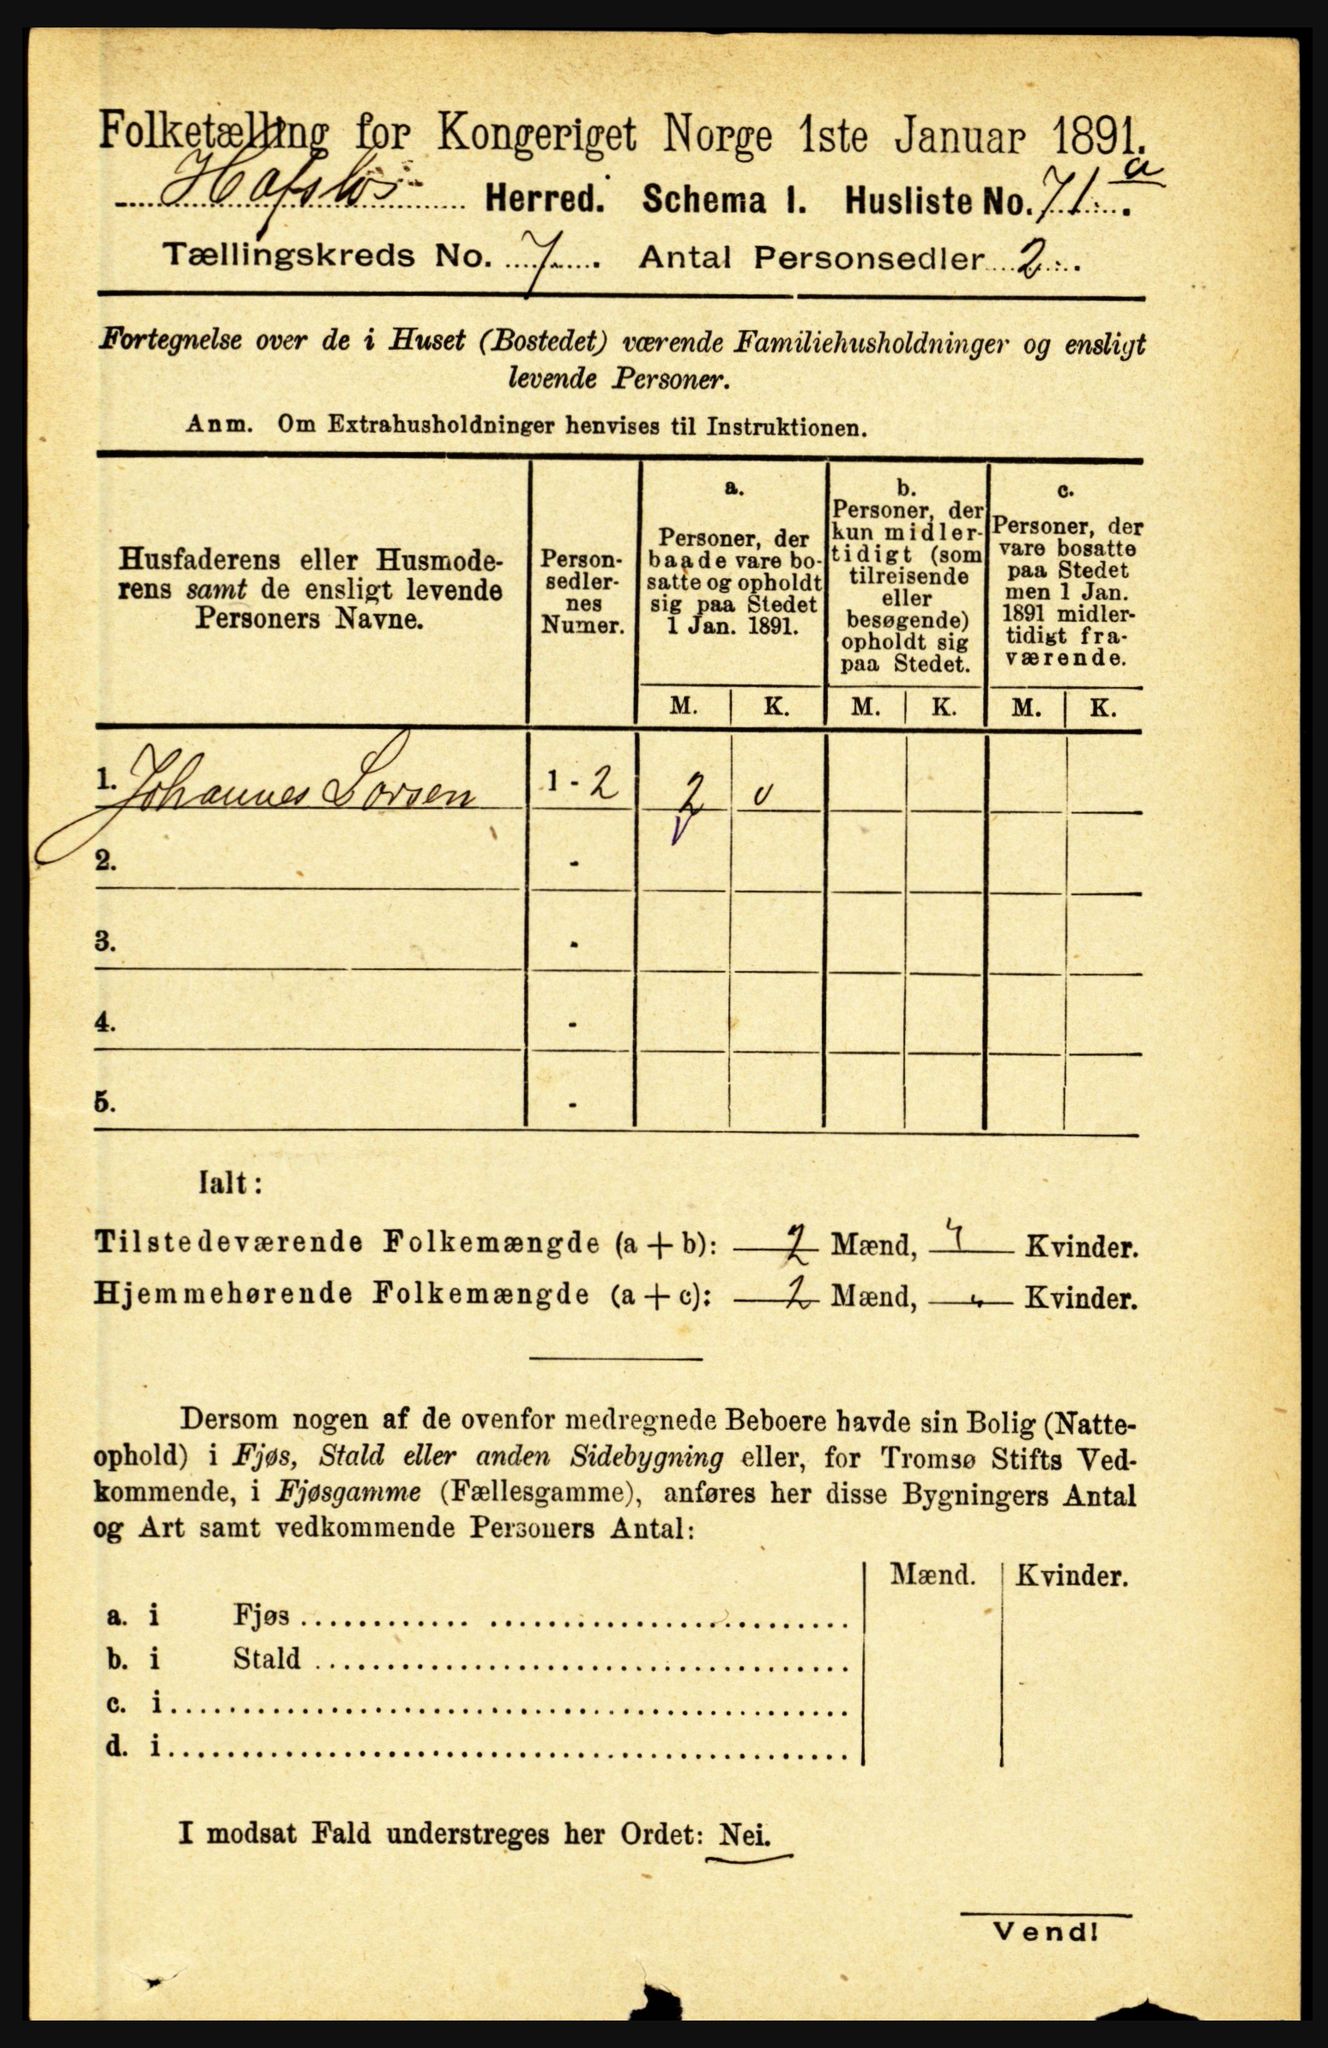 Folketælling for Kongeriget Norge 1ste Januar 1891.
Hafslo Herred. Schema I. Husliste No. 71 a.
Tællingskreds No. 7. Antal Personsedler 2.
Fortegnelse over de i Huset (Bostedet) værende Familiehusholdninger og ensligt
levende Personer.
Anm. Om Extrahusholdninger henvises til Instruktionen.
Husfaderens eller Husmode-
rens samt de ensligt levende
Personers Navne.
Person-
sedler-
nes
Numer.
a.
Personer, der
baade vare bo-
satte og opholdt
sig paa Stedet
1 Jan. 1891.
b.
Personer, der
kun midler-
tidigt (som
tilreisende
eller
besøgende)
opholdt sig
paa Stedet.
c.
Personer, der
vare bosatte
paa Stedet
men 1 Jan.
1891 midler-
tidigt fra-
værende.
M. K. M. K. M. K.
1. Johannes Larsen 1 - 2 2 0
2. -
3. -
4. -
5. -
Ialt:
Tilstedeværende Folkemængde (a + b): 2 Mænd, Kvinder.
Hjemmehørende Folkemængde (a + c): 2 Mænd, Kvinder.
Dersom nogen af de ovenfor medregnede Beboere havde sin Bolig (Natte-
ophold) i Fjøs, Stald eller anden Sidebygning eller, for Tromsø Stifts Ved-
kommende, i Fjøsgamme (Fællesgamme), anføres her disse Bygningers Antal
og Art samt vedkommende Personers Antal:
Mænd. Kvinder.
a. i Fjøs
b. i Stald
c. i
d. i
I modsat Fald understreges her Ordet: Nei.
Vend!